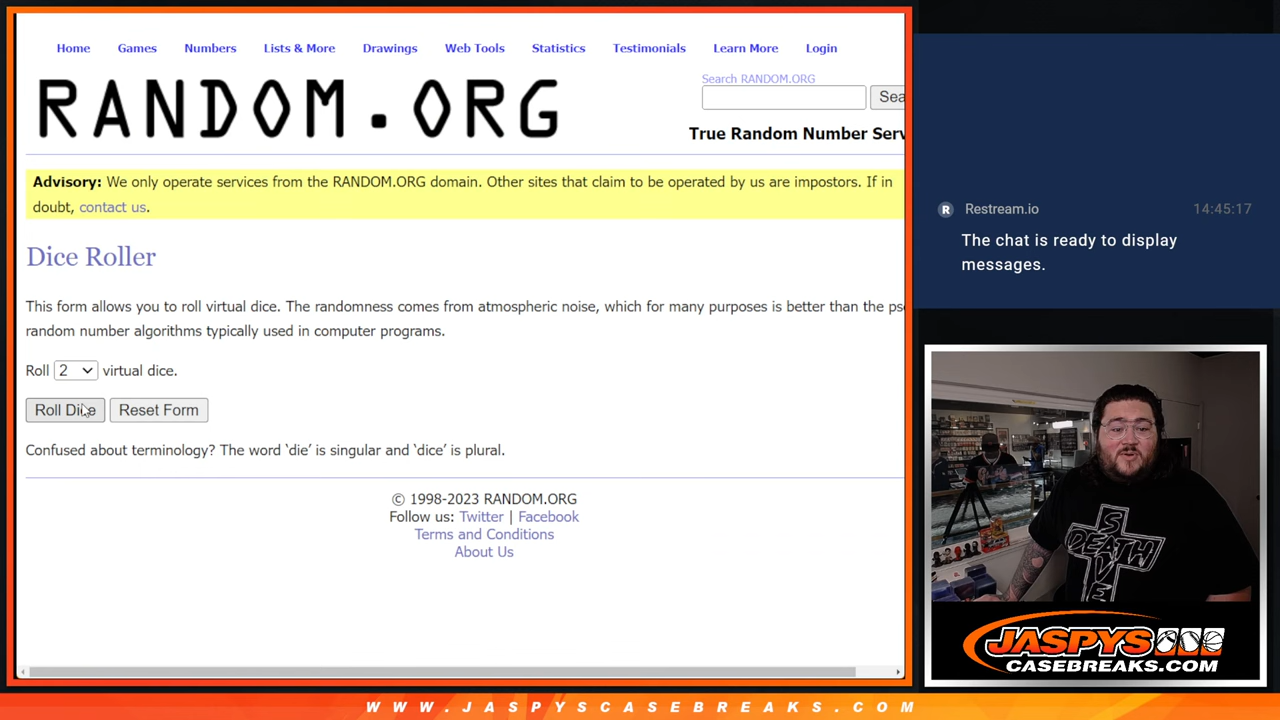 Home Games Numbers Lists & More Drawings Web Tools Statistics Testimonials Learn More Login
RANDOM.ORG
Search RANDOM.ORG
Sea
True Random Number Serv
Advisory: We only operate services from the RANDOM.ORG domain. Other sites that claim to be operated by us are impostors. If in
doubt, contact us.
Dice Roller
This form allows you to roll virtual dice. The randomness comes from atmospheric noise, which for many purposes is better than the pse
random number algorithms typically used in computer programs.
Roll 2 virtual dice.
Roll Dice Reset Form
Confused about terminology? The word ‘die’ is singular and ‘dice’ is plural.
© 1998-2023 RANDOM.ORG
Follow us: Twitter | Facebook
Terms and Conditions
About Us
R Restream.io 14:45:17
The chat is ready to display
messages.
DEATH
SAVE
JASPYS
CASEBREAKS.COM
WWW.JASPYSCASEBREAKS.COM